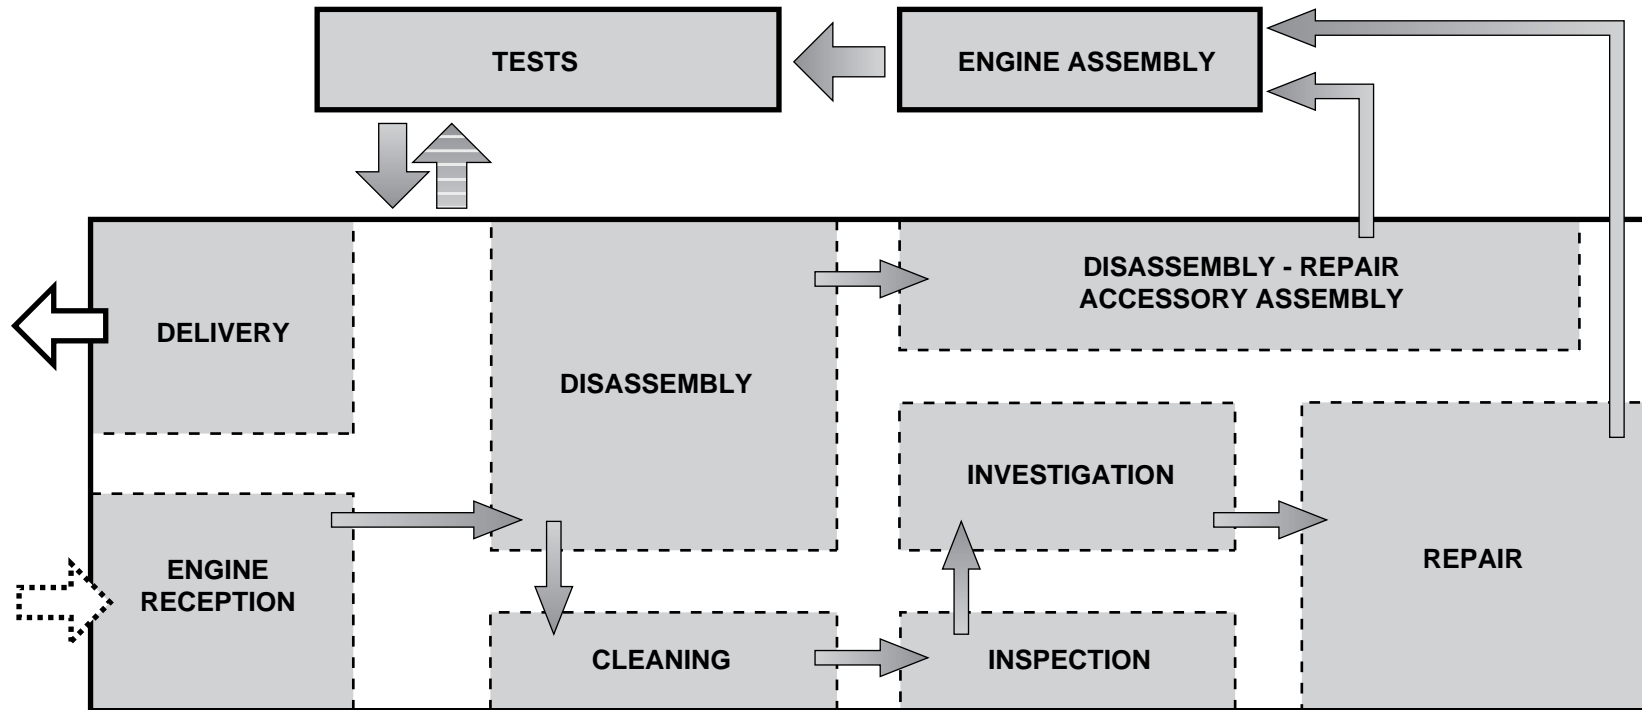 TESTS
ENGINE ASSEMBLY
DISASSEMBLY - REPAIR
ACCESSORY ASSEMBLY
DELIVERY
DISASSEMBLY
INVESTIGATION
ENGINE
RECEPTION
REPAIR
CLEANING
INSPECTION